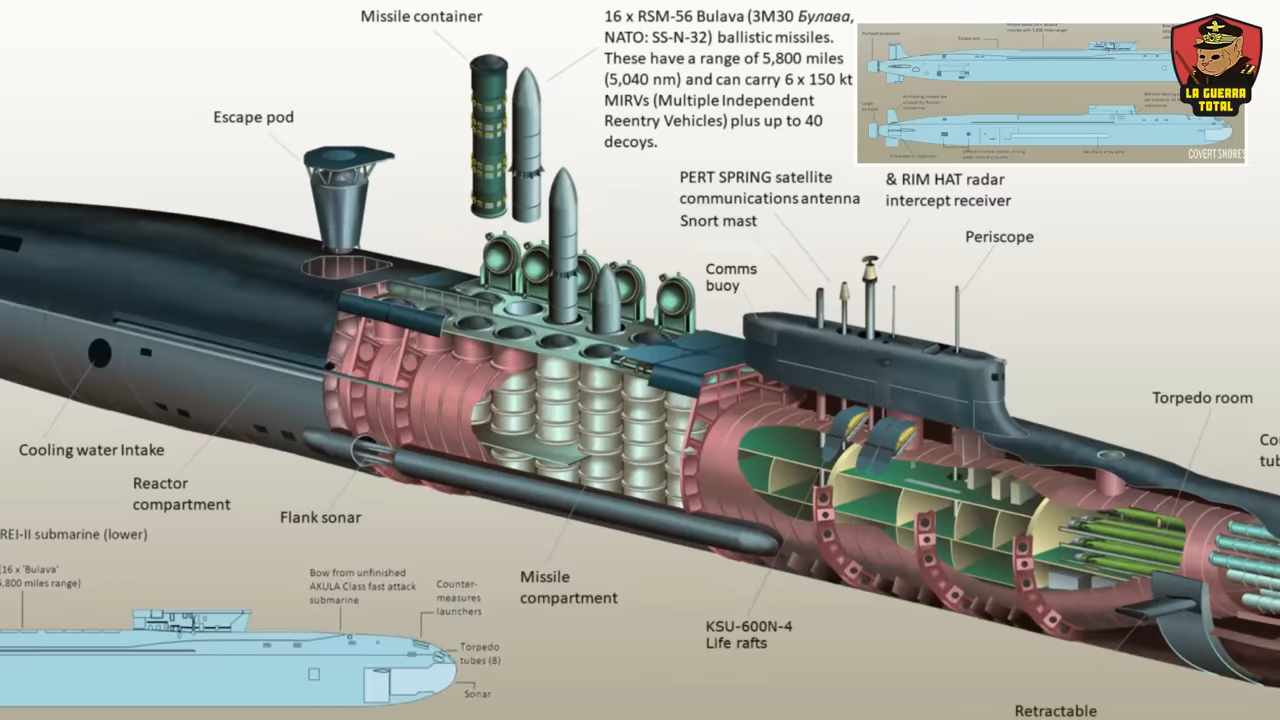 Missile container
16 x RSM-56 Bulava (3M30 Булава,
NATO: SS-N-32) ballistic missiles.
These have a range of 5,800 miles
(5,040 nm) and can carry 6 x 150 kt
MIRVs (Multiple Independent
Reentry Vehicles) plus up to 40
decoys.
LA GUERRA
TOTAL
COVERT SHORES
Escape pod
PERT SPRING satellite
communications antenna
Snort mast
& RIM HAT radar
intercept receiver
Periscope
Comms
buoy
Torpedo room
Co
tub
Cooling water Intake
Reactor
compartment
Flank sonar
Missile
compartment
KSU-600N-4
Life rafts
Retractable
REI-II submarine (lower)
16 x 'Bulava'
5,800 miles range)
Bow from unfinished
AKULA Class fast attack
submarine
Counter-
measures
launchers
Torpedo
tubes (8)
Sonar